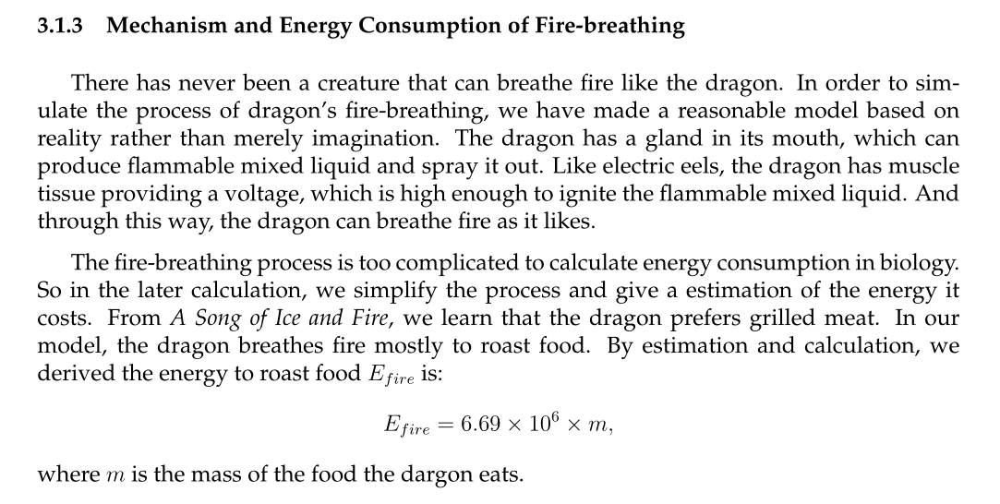 3.1.3 Mechanism and Energy Consumption of Fire-breathing
There has never been a creature that can breathe fire like the dragon. In order to sim-
ulate the process of dragon's fire-breathing, we have made a reasonable model based on
reality rather than merely imagination. The dragon has a gland in its mouth, which can
produce flammable mixed liquid and spray it out. Like electric eels, the dragon has muscle
tissue providing a voltage, which is high enough to ignite the flammable mixed liquid. And
through this way, the dragon can breathe fire as it likes.
The fire-breathing process is too complicated to calculate energy consumption in biology.
So in the later calculation, we simplify the process and give a estimation of the energy it
costs. From A Song of Ice and Fire, we learn that the dragon prefers grilled meat. In our
model, the dragon breathes fire mostly to roast food. By estimation and calculation, we
derived the energy to roast food E_{fire} is:
E_{fire} = 6.69 × 10^6 × m,
where m is the mass of the food the dargon eats.